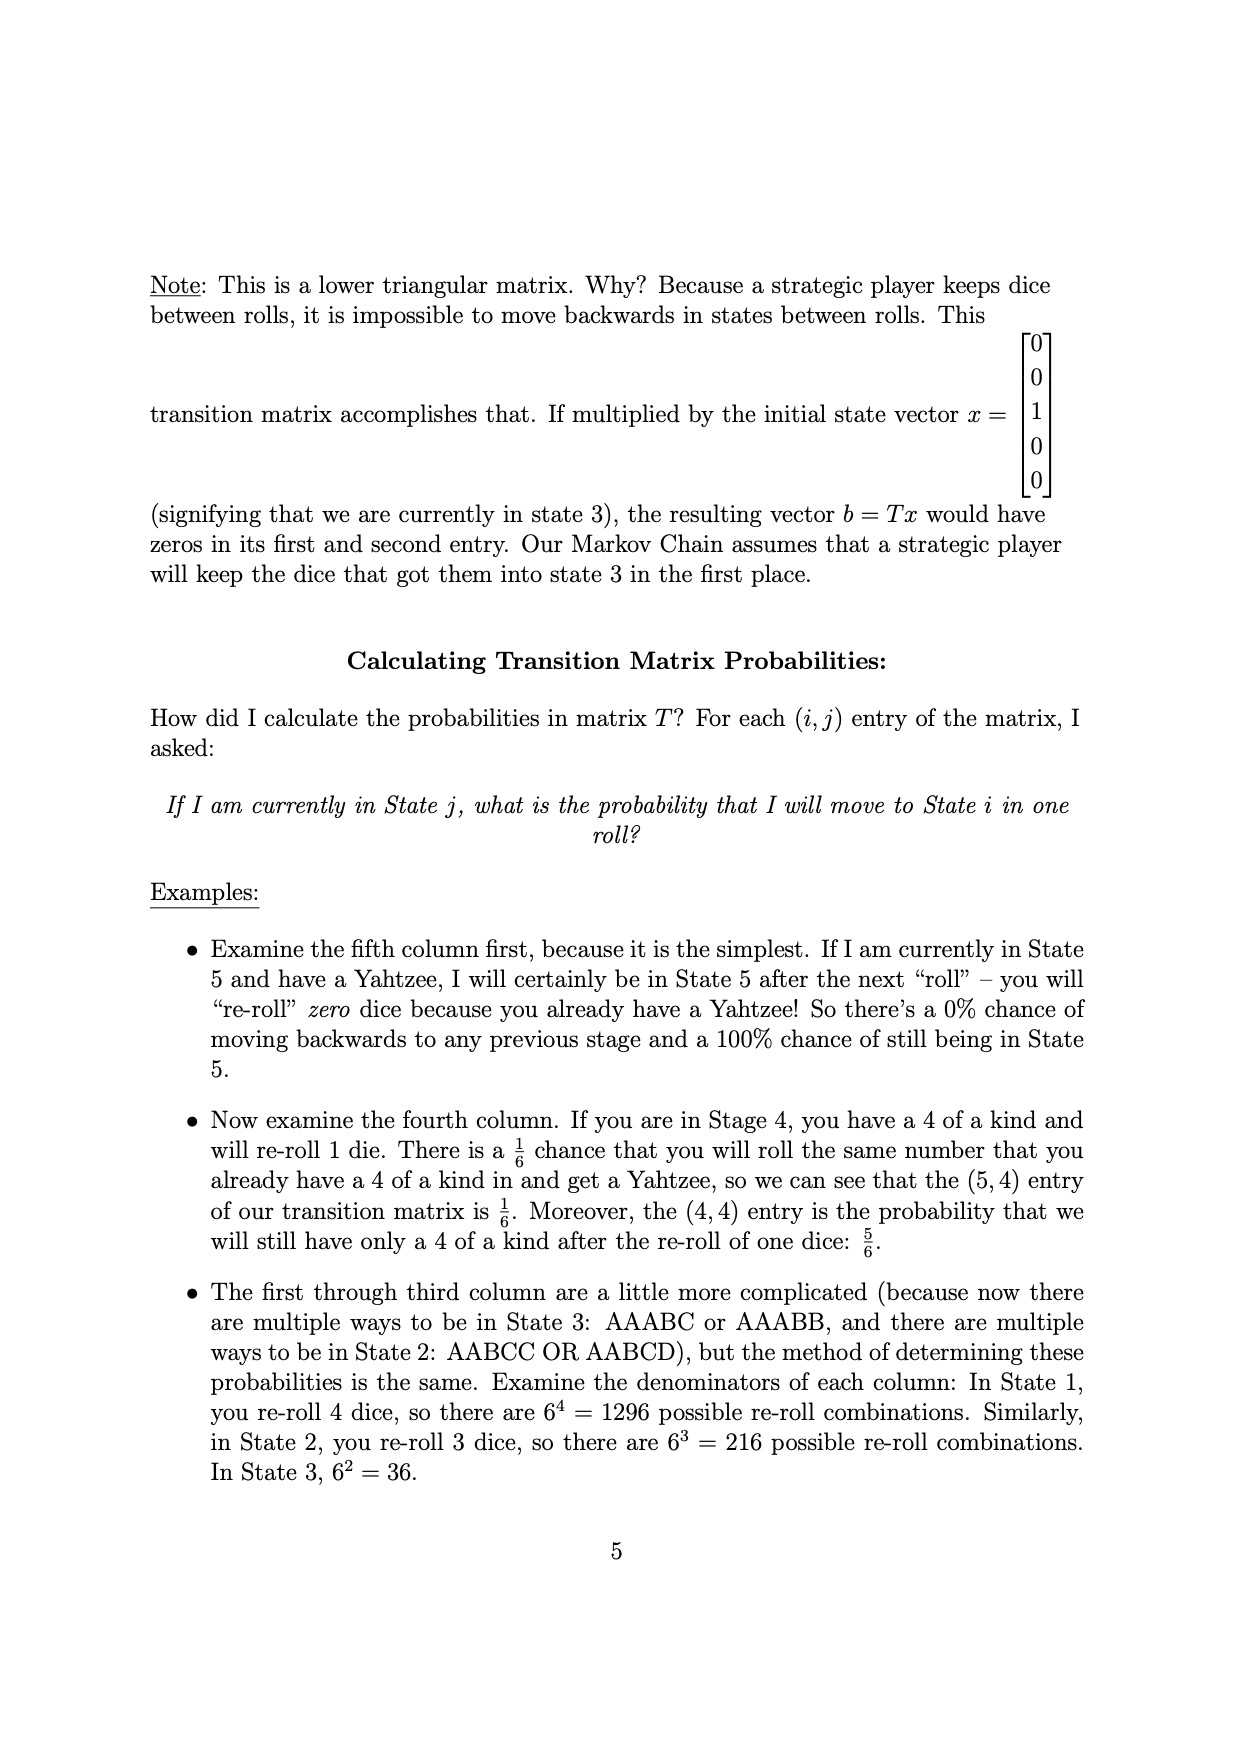 Note: This is a lower triangular matrix. Why? Because a strategic player keeps dice
between rolls, it is impossible to move backwards in states between rolls. This
transition matrix accomplishes that. If multiplied by the initial state vector x =
0
0
1
0
0
(signifying that we are currently in state 3), the resulting vector b = Tx would have
zeros in its first and second entry. Our Markov Chain assumes that a strategic player
will keep the dice that got them into state 3 in the first place.
Calculating Transition Matrix Probabilities:
How did I calculate the probabilities in matrix T? For each (i, j) entry of the matrix, I
asked:
If I am currently in State j, what is the probability that I will move to State i in one
roll?
Examples:
• Examine the fifth column first, because it is the simplest. If I am currently in State
5 and have a Yahtzee, I will certainly be in State 5 after the next “roll” – you will
“re-roll” zero dice because you already have a Yahtzee! So there’s a 0% chance of
moving backwards to any previous stage and a 100% chance of still being in State
5.
• Now examine the fourth column. If you are in Stage 4, you have a 4 of a kind and
will re-roll 1 die. There is a 1/6 chance that you will roll the same number that you
already have a 4 of a kind in and get a Yahtzee, so we can see that the (5, 4) entry
of our transition matrix is 1/6. Moreover, the (4, 4) entry is the probability that we
will still have only a 4 of a kind after the re-roll of one dice: 5/6.
• The first through third column are a little more complicated (because now there
are multiple ways to be in State 3: AAABC or AAABB, and there are multiple
ways to be in State 2: AABCC OR AABCD), but the method of determining these
probabilities is the same. Examine the denominators of each column: In State 1,
you re-roll 4 dice, so there are 6⁴ = 1296 possible re-roll combinations. Similarly,
in State 2, you re-roll 3 dice, so there are 6³ = 216 possible re-roll combinations.
In State 3, 6² = 36.
5